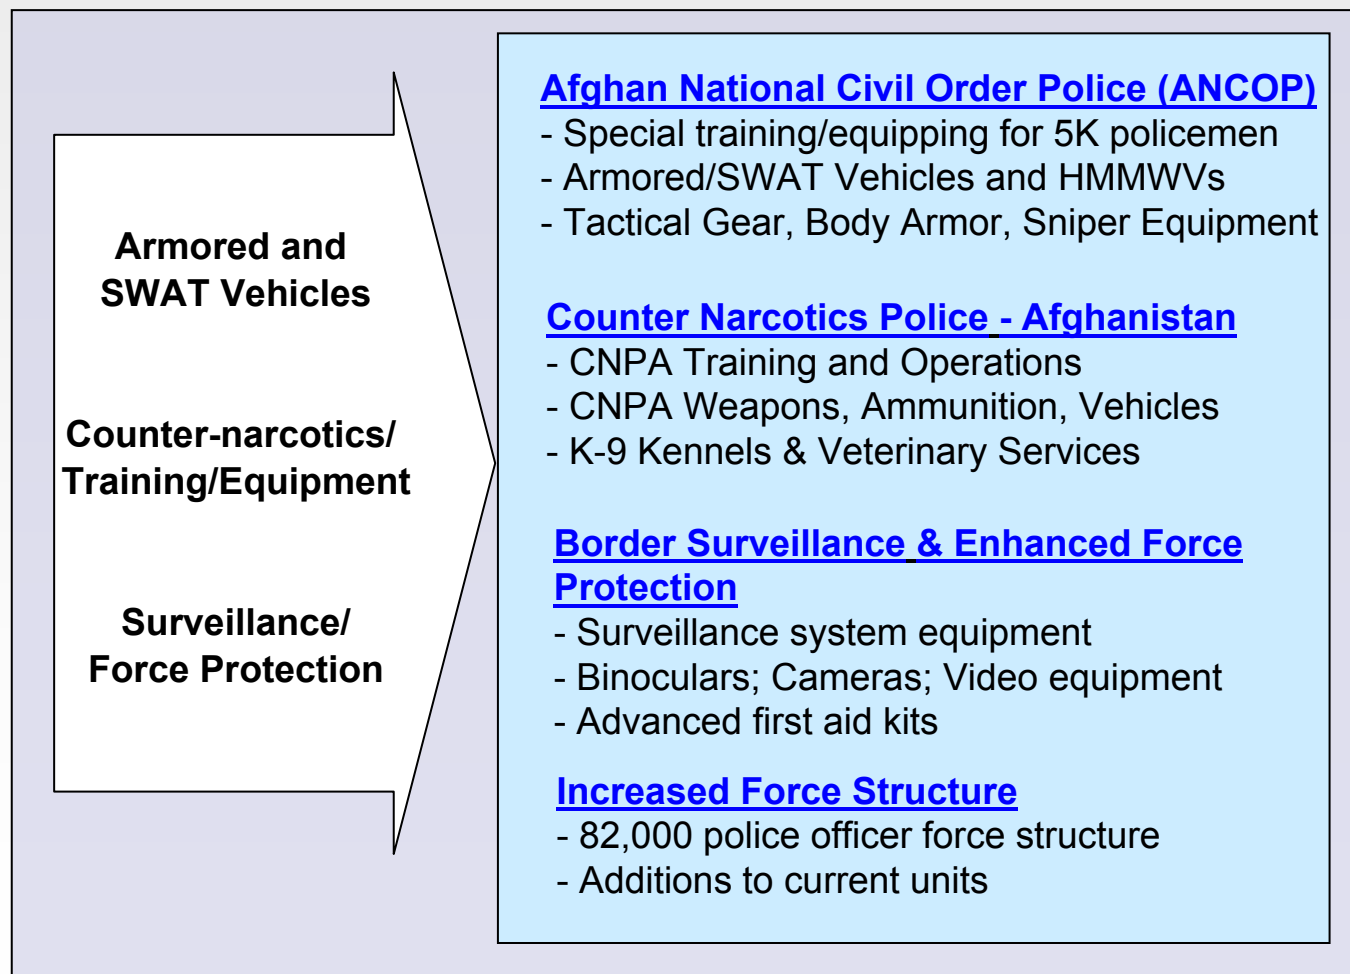 Armored and
SWAT Vehicles
Counter-narcotics/
Training/Equipment
Surveillance/
Force Protection
Afghan National Civil Order Police (ANCOP)
- Special training/equipping for 5K policemen
- Armored/SWAT Vehicles and HMMWVs
- Tactical Gear, Body Armor, Sniper Equipment
Counter Narcotics Police - Afghanistan
- CNPA Training and Operations
- CNPA Weapons, Ammunition, Vehicles
- K-9 Kennels & Veterinary Services
Border Surveillance & Enhanced Force
Protection
- Surveillance system equipment
- Binoculars; Cameras; Video equipment
- Advanced first aid kits
Increased Force Structure
- 82,000 police officer force structure
- Additions to current units